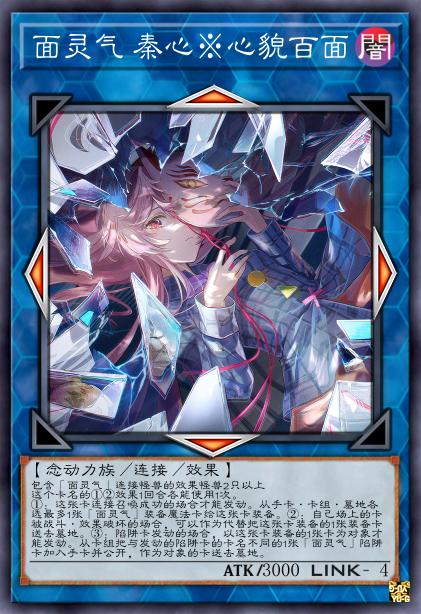 面灵气 秦心※心貌百面 闇
【念动力族／连接／效果】
包含「面灵气」连接怪兽的效果怪兽2只以上
这个卡名的①②效果1回合各能使用1次。
①：这张卡连接召唤成功的场合才能发动。从手卡·卡组·墓地各
选最多1张「面灵气」装备魔法卡给这张卡装备。②：自己场上的卡
被战斗·效果破坏的场合，可以作为代替把这张卡装备的1张装备卡
送去墓地。③：陷阱卡发动的场合，以这张卡装备的1张卡为对象才
能发动。从卡组把与发动的陷阱卡的卡名不同的1张「面灵气」陷阱
卡加入手卡并公开，作为对象的卡送去墓地。
ATK/3000 LINK- 4